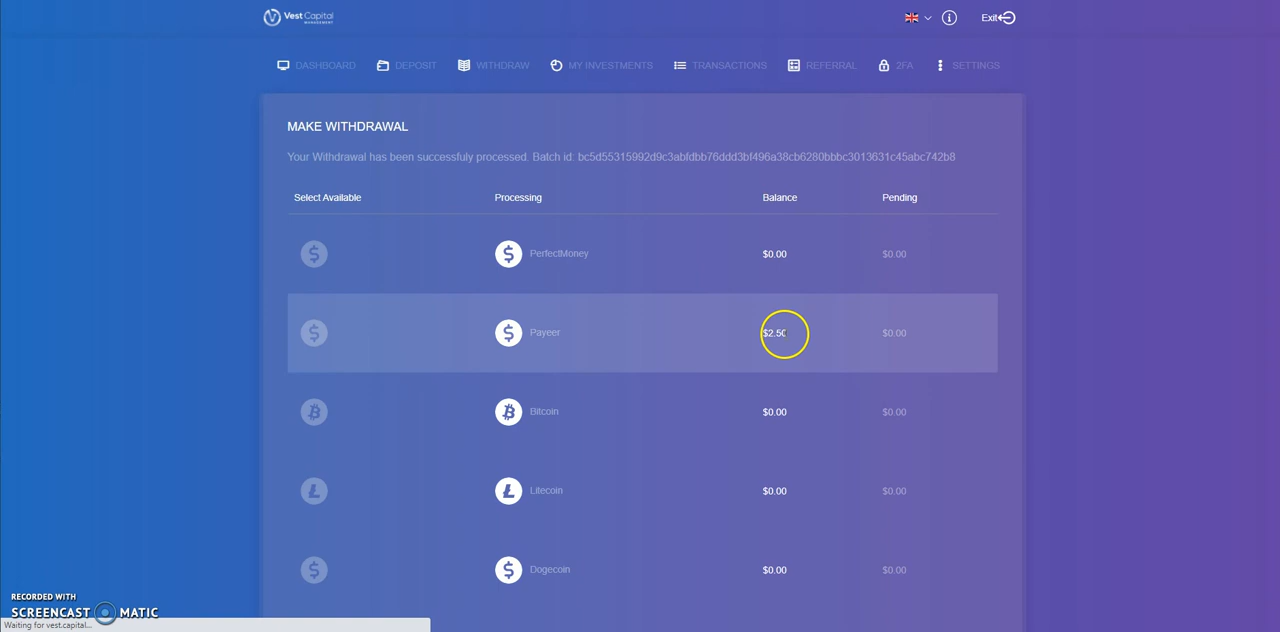 Vest Capital
MANAGEMENT
Exit
DASHBOARD DEPOSIT WITHDRAW MY INVESTMENTS TRANSACTIONS REFERRAL 2FA SETTINGS
MAKE WITHDRAWAL
Your Withdrawal has been successfuly processed. Batch id: bc5d55315992d9c3abfdbb76ddd3bf496a38cb6280bbbc3013631c45abc742b8
Select Available Processing Balance Pending
PerfectMoney $0.00 $0.00
Payeer $2.50 $0.00
Bitcoin $0.00 $0.00
Litecoin $0.00 $0.00
Dogecoin $0.00 $0.00
RECORDED WITH
SCREENCAST MATIC
Waiting for vest.capital...